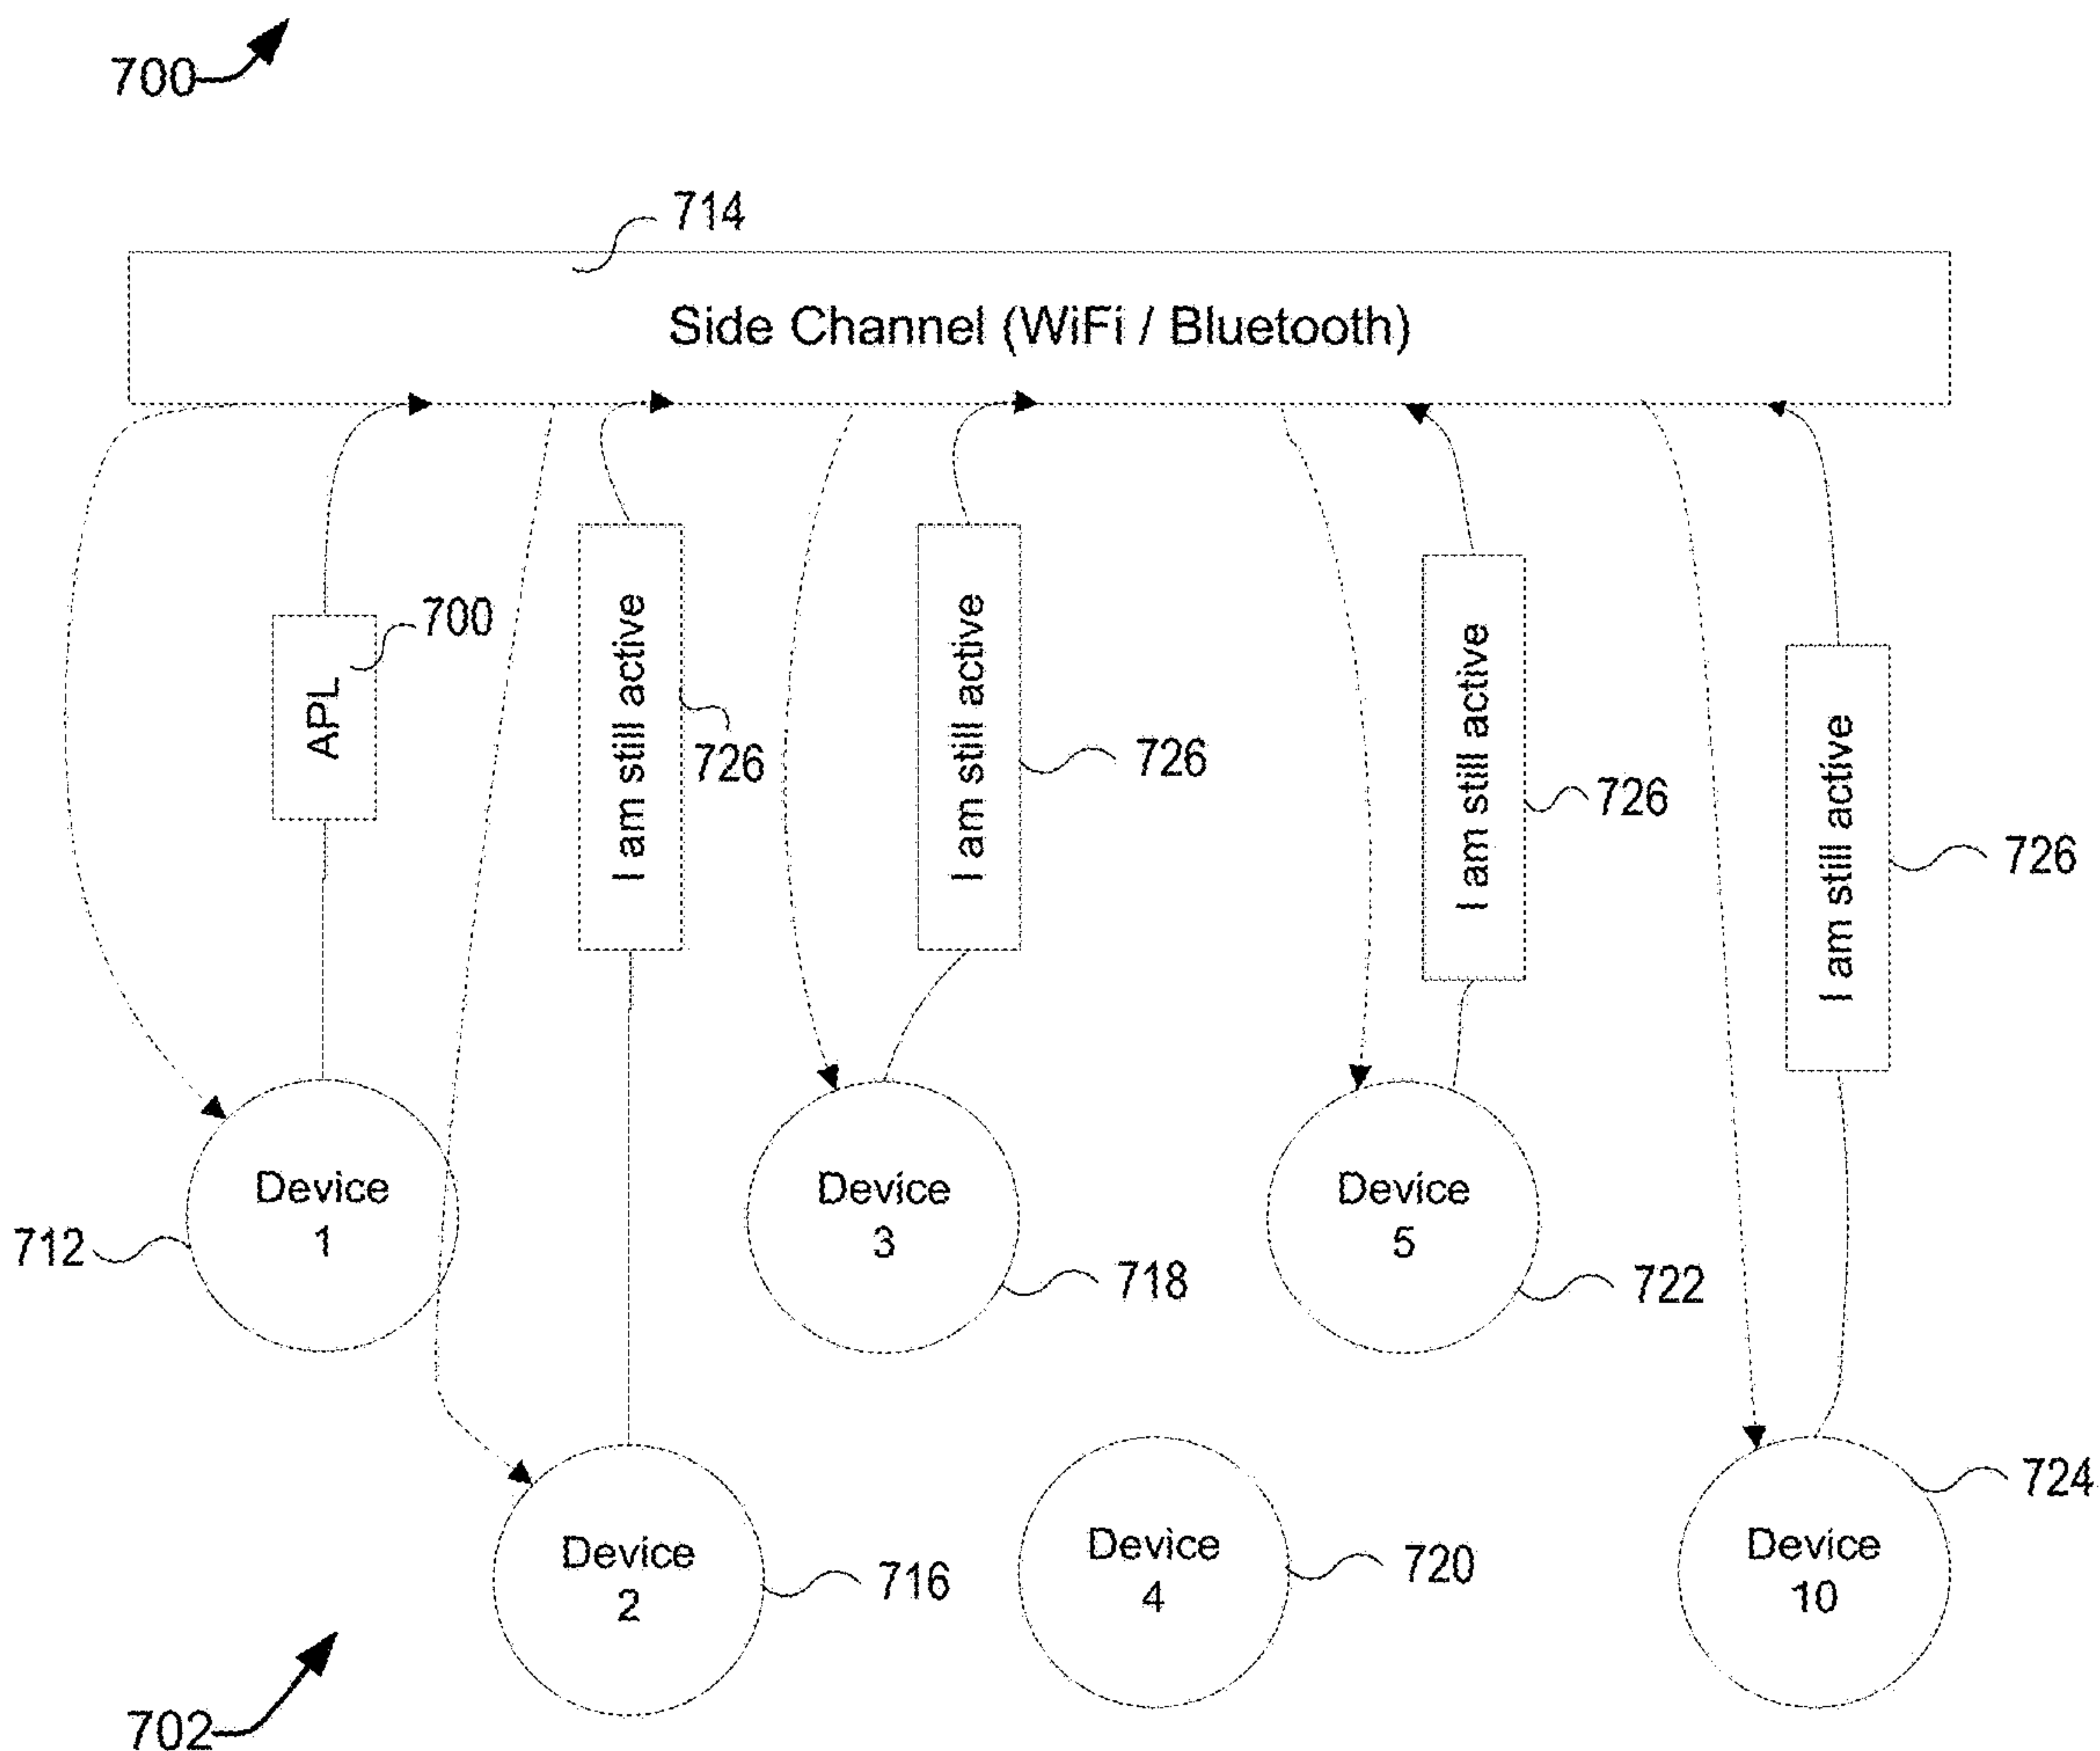 700
714
Side Channel (WiFi / Bluetooth)
700
APL
I am still active
726
I am still active
726
I am still active
726
I am still active
726
Device
1
712
Device
3
718
Device
5
722
Device
2
716
Device
4
720
Device
10
724
702